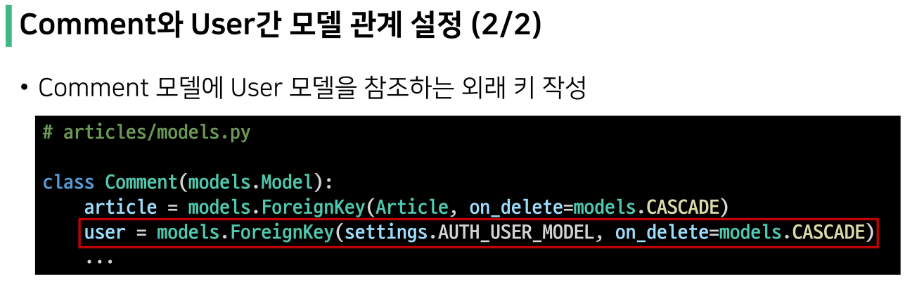 Comment와 User간 모델 관계 설정 (2/2)
• Comment 모델에 User 모델을 참조하는 외래 키 작성
# articles/models.py
class Comment(models.Model):
    article = models.ForeignKey(Article, on_delete=models.CASCADE)
    user = models.ForeignKey(settings.AUTH_USER_MODEL, on_delete=models.CASCADE)
    ...